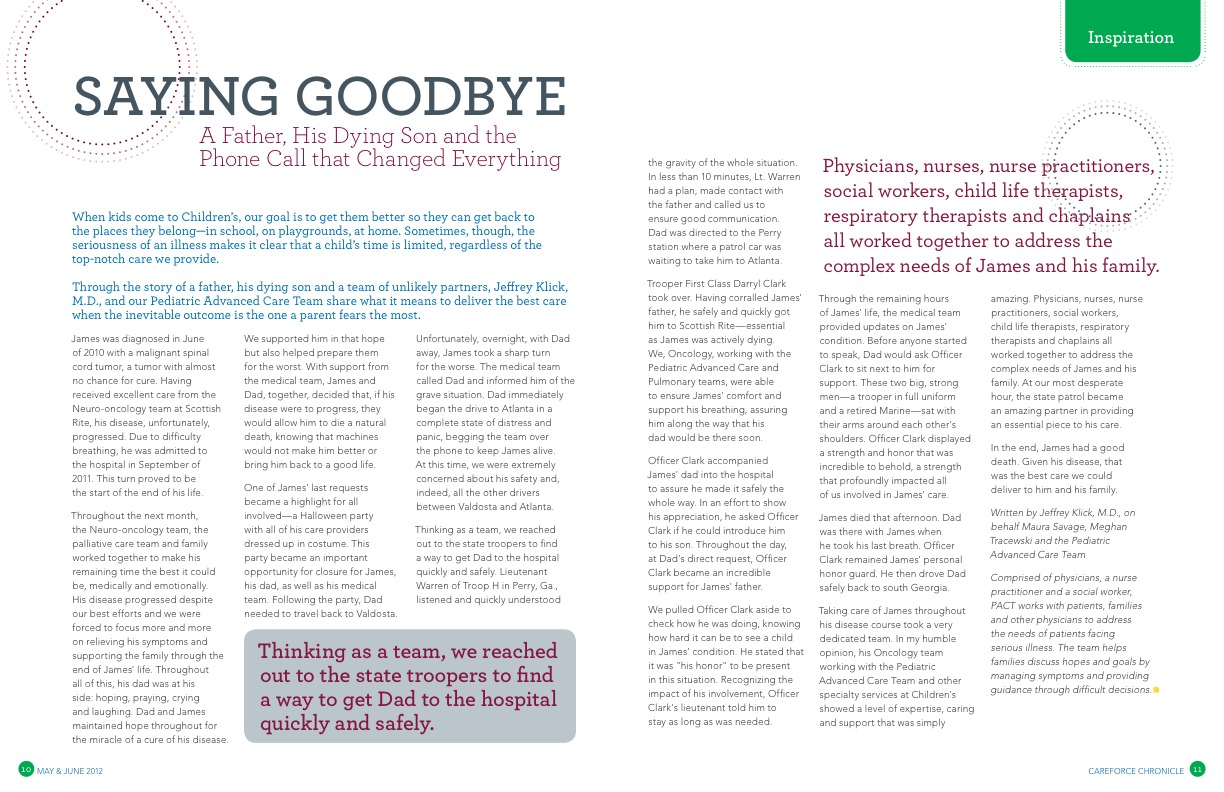 SAYING GOODBYE
A Father, His Dying Son and the
Phone Call that Changed Everything
When kids come to Children's, our goal is to get them better so they can get back to
the places they belong—in school, on playgrounds, at home. Sometimes, though, the
seriousness of an illness makes it clear that a child's time is limited, regardless of the
top-notch care we provide.
Through the story of a father, his dying son and a team of unlikely partners, Jeffrey Klick,
M.D., and our Pediatric Advanced Care Team share what it means to deliver the best care
when the inevitable outcome is the one a parent fears the most.
James was diagnosed in June
of 2010 with a malignant spinal
cord tumor, a tumor with almost
no chance for cure. Having
received excellent care from the
Neuro-oncology team at Scottish
Rite, his disease, unfortunately,
progressed. Due to difficulty
breathing, he was admitted to
the hospital in September of
2011. This turn proved to be
the start of the end of his life.
Throughout the next month,
the Neuro-oncology team, the
palliative care team and family
worked together to make his
remaining time the best it could
be, medically and emotionally.
His disease progressed despite
our best efforts and we were
forced to focus more and more
on relieving his symptoms and
supporting the family through the
end of James' life. Throughout
all of this, his dad was at his
side: hoping, praying, crying
and laughing. Dad and James
maintained hope throughout for
the miracle of a cure of his disease.
We supported him in that hope
but also helped prepare them
for the worst. With support from
the medical team, James and
Dad, together, decided that, if his
disease were to progress, they
would allow him to die a natural
death, knowing that machines
would not make him better or
bring him back to a good life.
One of James' last requests
became a highlight for all
involved—a Halloween party
with all of his care providers
dressed up in costume. This
party became an important
opportunity for closure for James,
his dad, as well as his medical
team. Following the party, Dad
needed to travel back to Valdosta.
Unfortunately, overnight, with Dad
away, James took a sharp turn
for the worse. The medical team
called Dad and informed him of the
grave situation. Dad immediately
began the drive to Atlanta in a
complete state of distress and
panic, begging the team over
the phone to keep James alive.
At this time, we were extremely
concerned about his safety and,
indeed, all the other drivers
between Valdosta and Atlanta.
Thinking as a team, we reached
out to the state troopers to find
a way to get Dad to the hospital
quickly and safely. Lieutenant
Warren of Troop H in Perry, Ga.,
listened and quickly understood
Thinking as a team, we reached
out to the state troopers to find
a way to get Dad to the hospital
quickly and safely.
10 MAY & JUNE 2012
Inspiration
the gravity of the whole situation.
In less than 10 minutes, Lt. Warren
had a plan, made contact with
the father and called us to
ensure good communication.
Dad was directed to the Perry
station where a patrol car was
waiting to take him to Atlanta.
Trooper First Class Darryl Clark
took over. Having corralled James'
father, he safely and quickly got
him to Scottish Rite—essential
as James was actively dying.
We, Oncology, working with the
Pediatric Advanced Care and
Pulmonary teams, were able
to ensure James' comfort and
support his breathing, assuring
him along the way that his
dad would be there soon.
Officer Clark accompanied
James' dad into the hospital
to assure he made it safely the
whole way. In an effort to show
his appreciation, he asked Officer
Clark if he could introduce him
to his son. Throughout the day,
at Dad's direct request, Officer
Clark became an incredible
support for James' father.
We pulled Officer Clark aside to
check how he was doing, knowing
how hard it can be to see a child
in James' condition. He stated that
it was "his honor" to be present
in this situation. Recognizing the
impact of his involvement, Officer
Clark's lieutenant told him to
stay as long as was needed.
Physicians, nurses, nurse practitioners,
social workers, child life therapists,
respiratory therapists and chaplains
all worked together to address the
complex needs of James and his family.
Through the remaining hours
of James' life, the medical team
provided updates on James'
condition. Before anyone started
to speak, Dad would ask Officer
Clark to sit next to him for
support. These two big, strong
men—a trooper in full uniform
and a retired Marine—sat with
their arms around each other's
shoulders. Officer Clark displayed
a strength and honor that was
incredible to behold, a strength
that profoundly impacted all
of us involved in James' care.
James died that afternoon. Dad
was there with James when
he took his last breath. Officer
Clark remained James' personal
honor guard. He then drove Dad
safely back to south Georgia.
Taking care of James throughout
his disease course took a very
dedicated team. In my humble
opinion, his Oncology team
working with the Pediatric
Advanced Care Team and other
specialty services at Children's
showed a level of expertise, caring
and support that was simply
amazing. Physicians, nurses, nurse
practitioners, social workers,
child life therapists, respiratory
therapists and chaplains all
worked together to address the
complex needs of James and his
family. At our most desperate
hour, the state patrol became
an amazing partner in providing
an essential piece to his care.
In the end, James had a good
death. Given his disease, that
was the best care we could
deliver to him and his family.
Written by Jeffrey Klick, M.D., on
behalf Maura Savage, Meghan
Tracewski and the Pediatric
Advanced Care Team
Comprised of physicians, a nurse
practitioner and a social worker,
PACT works with patients, families
and other physicians to address
the needs of patients facing
serious illness. The team helps
families discuss hopes and goals by
managing symptoms and providing
guidance through difficult decisions.
CAREFORCE CHRONICLE 11